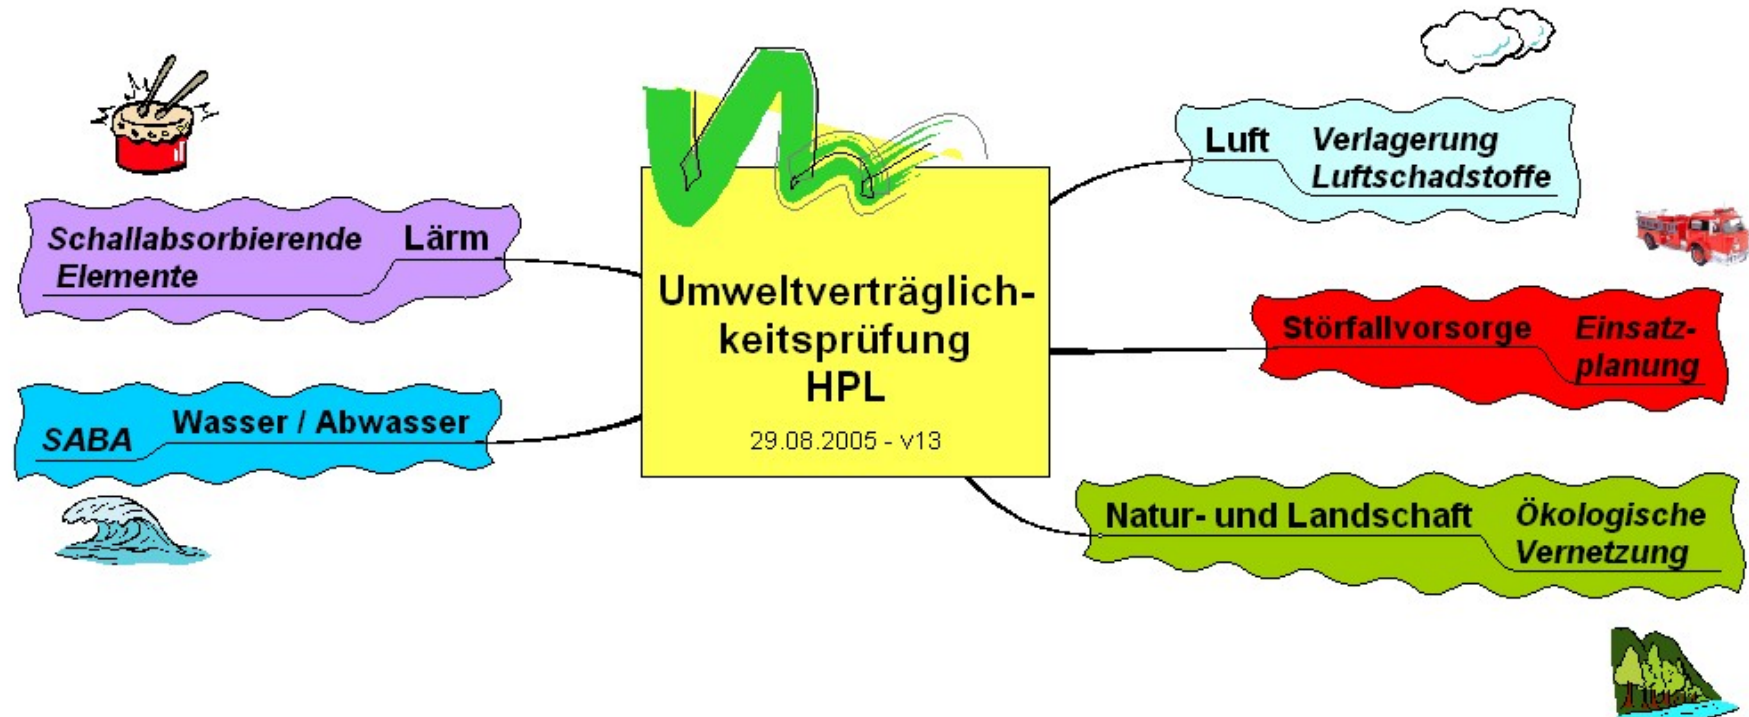 Umweltverträglich-
keitsprüfung
HPL
29.08.2005 - v13
Luft
Verlagerung
Luftschadstoffe
Störfallvorsorge
Einsatz-
planung
Natur- und Landschaft
Ökologische
Vernetzung
Lärm
Schallabsorbierende
Elemente
Wasser / Abwasser
SABA